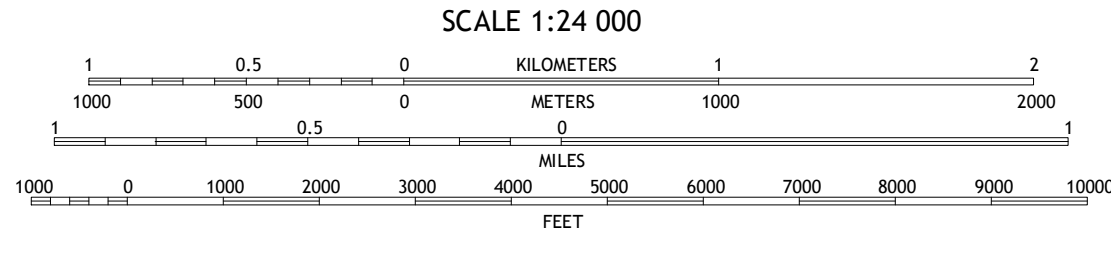 SCALE 1:24 000
1 0.5 0 KILOMETERS 1 2
1000 500 0 METERS 1000 2000
1 0.5 0 1
MILES
1000 0 1000 2000 3000 4000 5000 6000 7000 8000 9000 10000
FEET